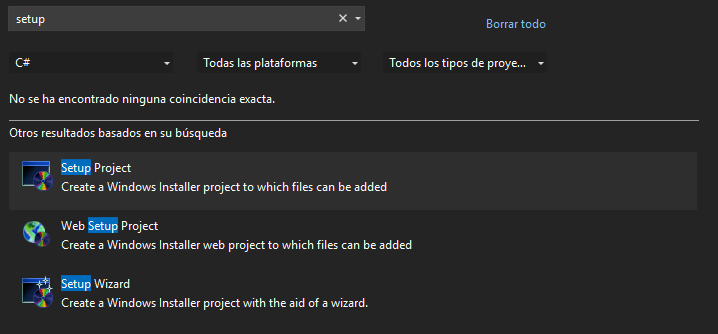 setup
Borrar todo
C#
Todas las plataformas
Todos los tipos de proye...
No se ha encontrado ninguna coincidencia exacta.
Otros resultados basados en su búsqueda
Setup Project
Create a Windows Installer project to which files can be added
Web Setup Project
Create a Windows Installer web project to which files can be added
Setup Wizard
Create a Windows Installer project with the aid of a wizard.